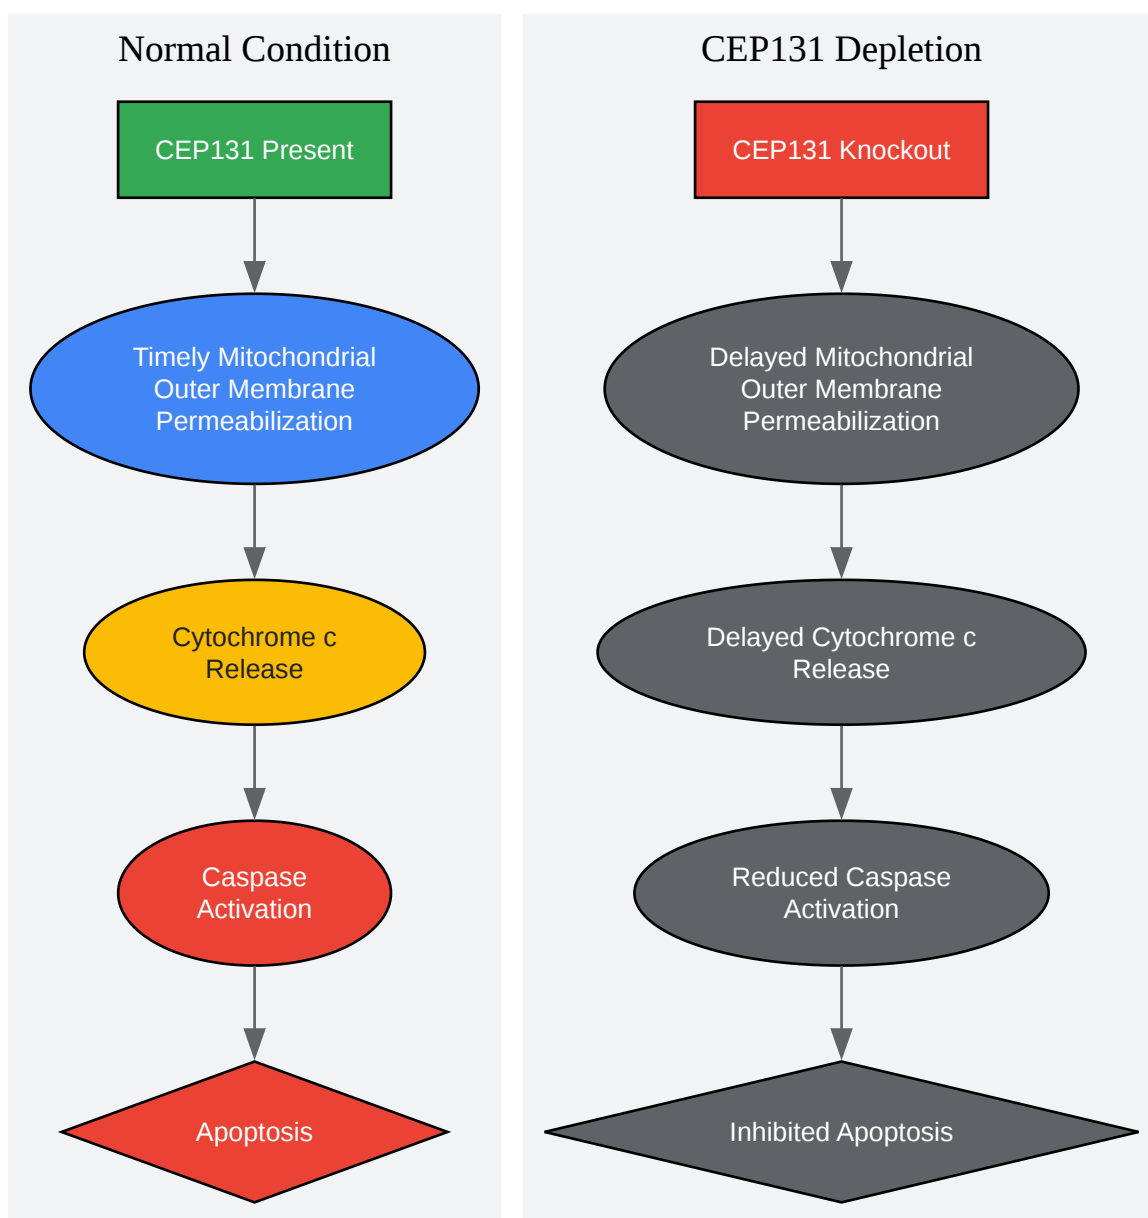 Normal Condition
CEP131 Present
Timely Mitochondrial
Outer Membrane
Permeabilization
Cytochrome c
Release
Caspase
Activation
Apoptosis
CEP131 Depletion
CEP131 Knockout
Delayed Mitochondrial
Outer Membrane
Permeabilization
Delayed Cytochrome c
Release
Reduced Caspase
Activation
Inhibited Apoptosis